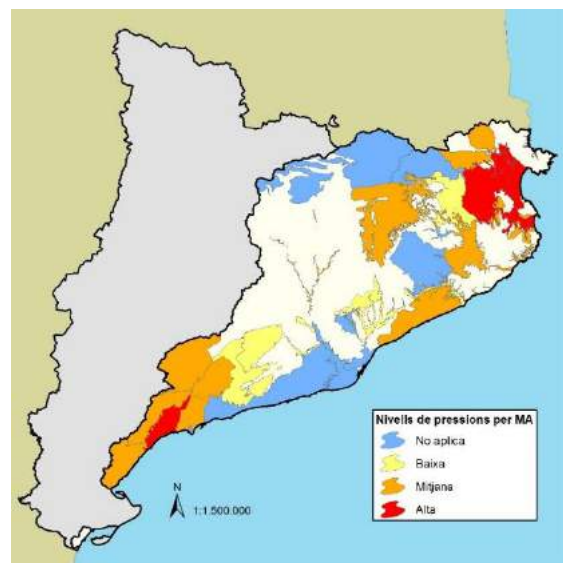 Nivells de pressions per MA
No aplica
Baixa
Mitjana
Alta
N
1:1.500.000